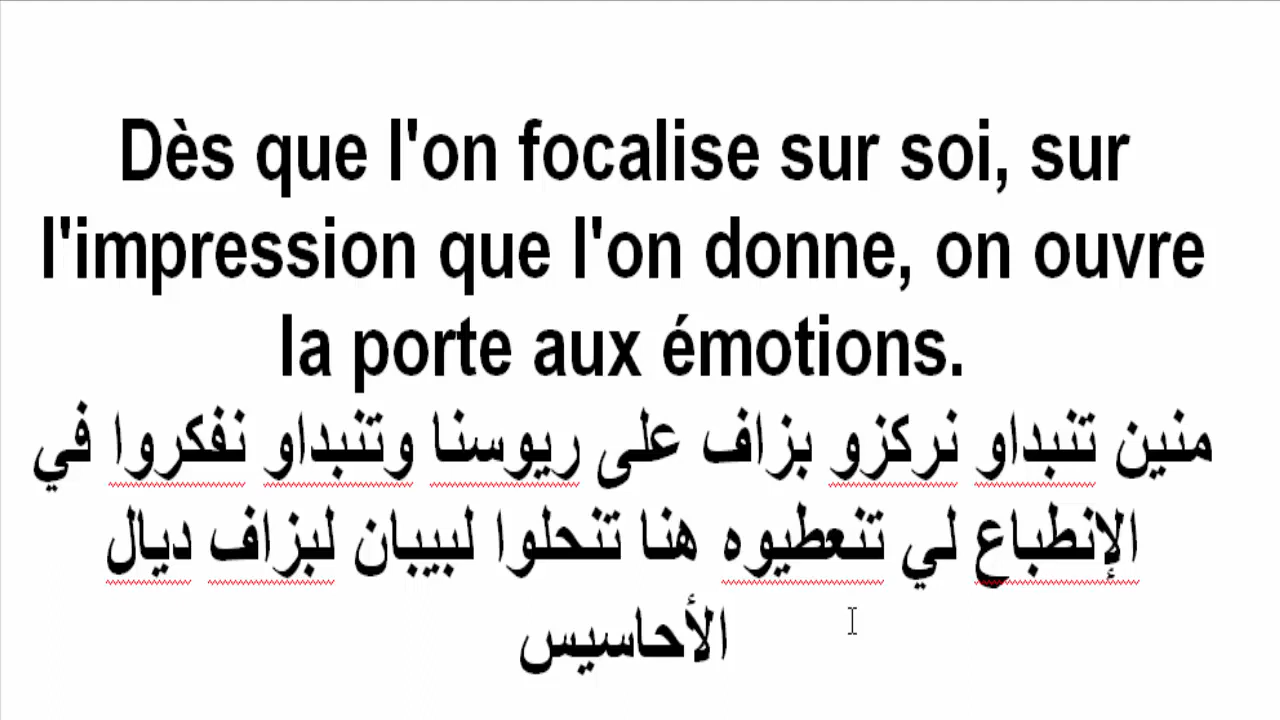 Dès que l'on focalise sur soi, sur
l'impression que l'on donne, on ouvre
la porte aux émotions.
منين تنبداو نركزو بزاف على ريوسنا وتنبداو نفكروا في
الإنطباع لي تنعطيوه هنا تنحلوا لبيبان لبزاف ديال
الأحاسيس